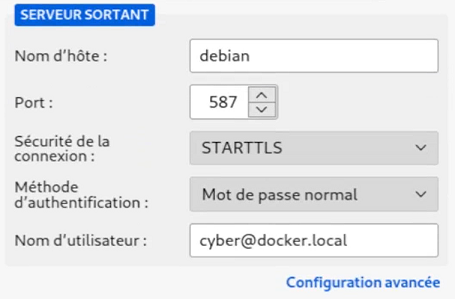 SERVEUR SORTANT
Nom d’hôte : debian
Port : 587
Sécurité de la
connexion : STARTTLS
Méthode
d’authentification : Mot de passe normal
Nom d’utilisateur : cyber@docker.local
Configuration avancée